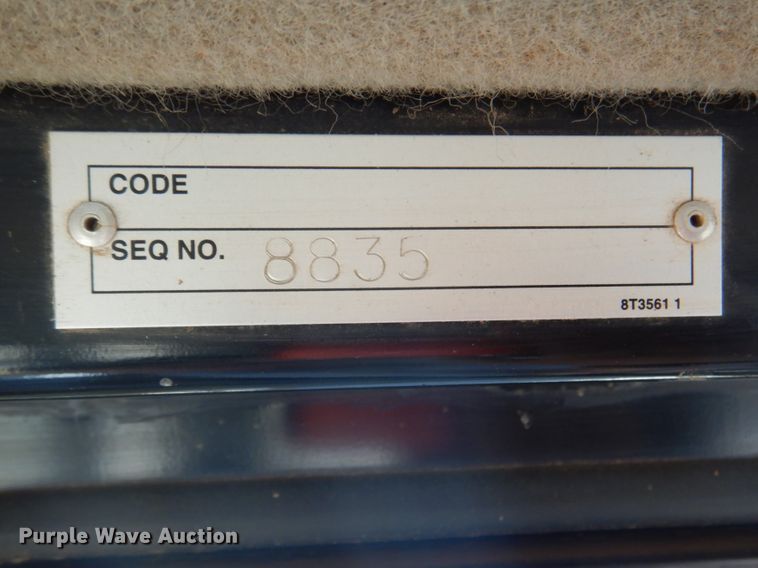 CODE
SEQ NO. 8835
8T3561 1
Purple Wave Auction